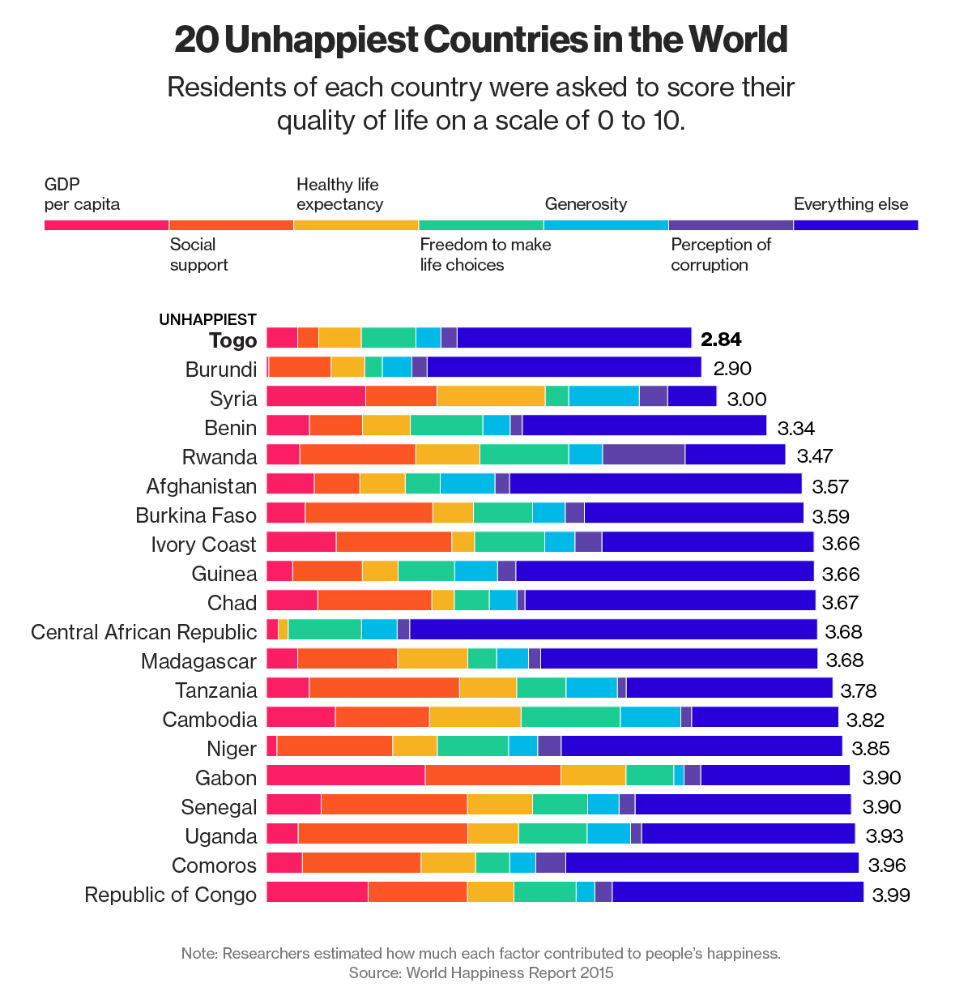 20 Unhappiest Countries in the World
Residents of each country were asked to score their
quality of life on a scale of 0 to 10.
GDP
per capita
Social
support
Healthy life
expectancy
Freedom to make
life choices
Generosity
Perception of
corruption
Everything else
UNHAPPIEST
Togo 2.84
Burundi 2.90
Syria 3.00
Benin 3.34
Rwanda 3.47
Afghanistan 3.57
Burkina Faso 3.59
Ivory Coast 3.66
Guinea 3.66
Chad 3.67
Central African Republic 3.68
Madagascar 3.68
Tanzania 3.78
Cambodia 3.82
Niger 3.85
Gabon 3.90
Senegal 3.90
Uganda 3.93
Comoros 3.96
Republic of Congo 3.99
Note: Researchers estimated how much each factor contributed to people’s happiness.
Source: World Happiness Report 2015